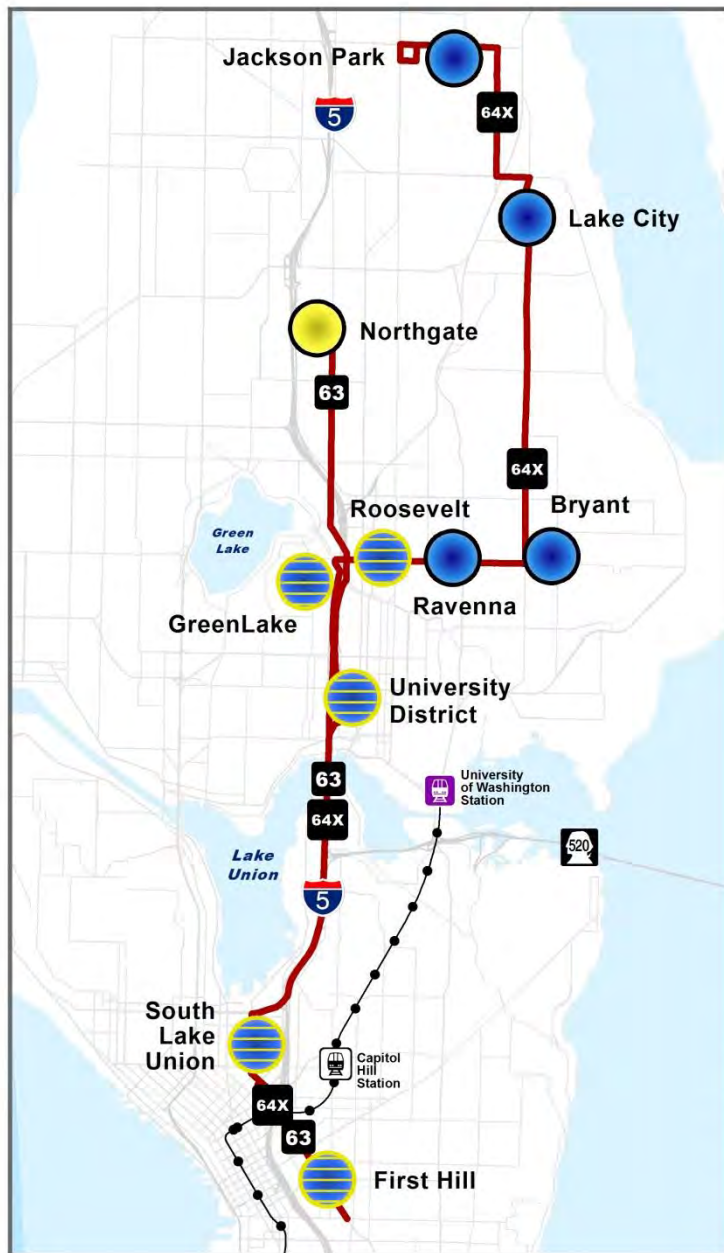 Jackson Park
5
64X
Lake City
Northgate
63
64X
Bryant
Roosevelt
Green
Lake
Ravenna
GreenLake
University
District
63
University
of Washington
Station
64X
520
Lake
Union
5
South
Lake
Union
Capitol
Hill
Station
64X
63
First Hill